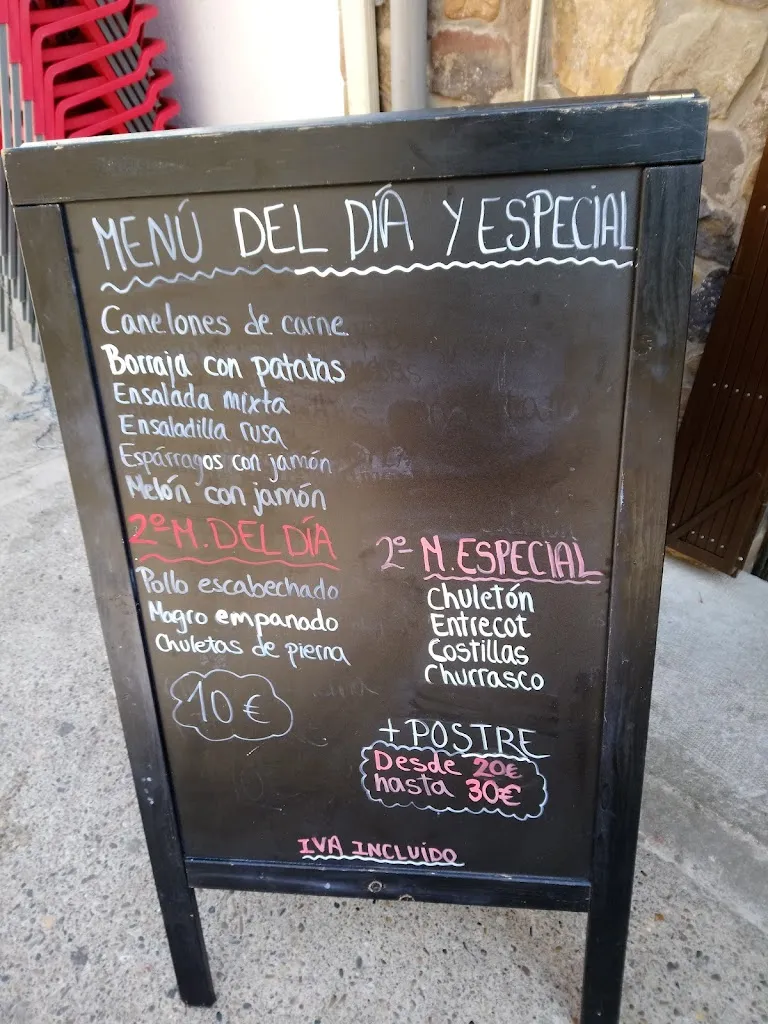 MENÚ DEL DÍA Y ESPECIAL
Canelones de carne
Borraja con patatas
Ensalada mixta
Ensaladilla rusa
Espárragos con jamón
Melón con jamón
2º M. DEL DÍA
Pollo escabechado
Magro empanado
Chuletas de pierna
10 €
2º M. ESPECIAL
Chuletón
Entrecot
Costillas
Churrasco
+ POSTRE
Desde 20€
hasta 30€
IVA INCLUÍDO